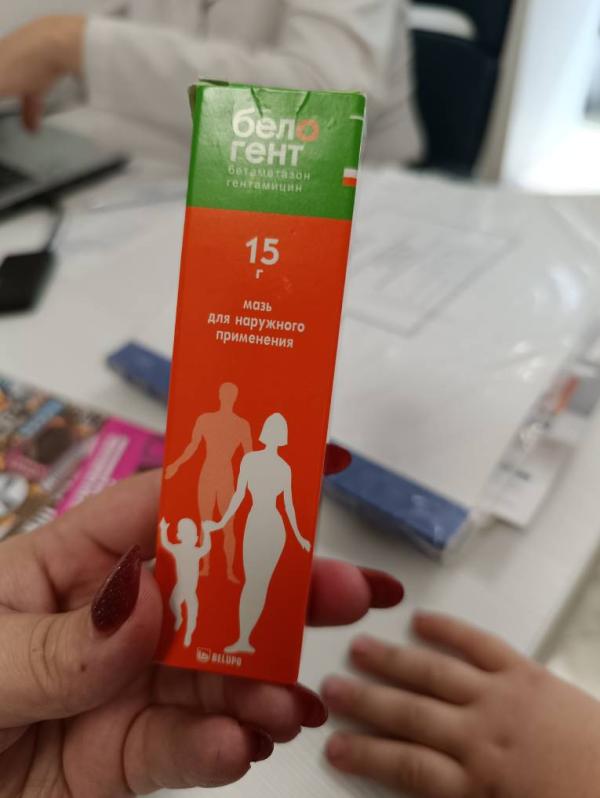 бело
гент
бетаметазон
гентамицин
15
г
мазь
для наружного
применения
BELUPO